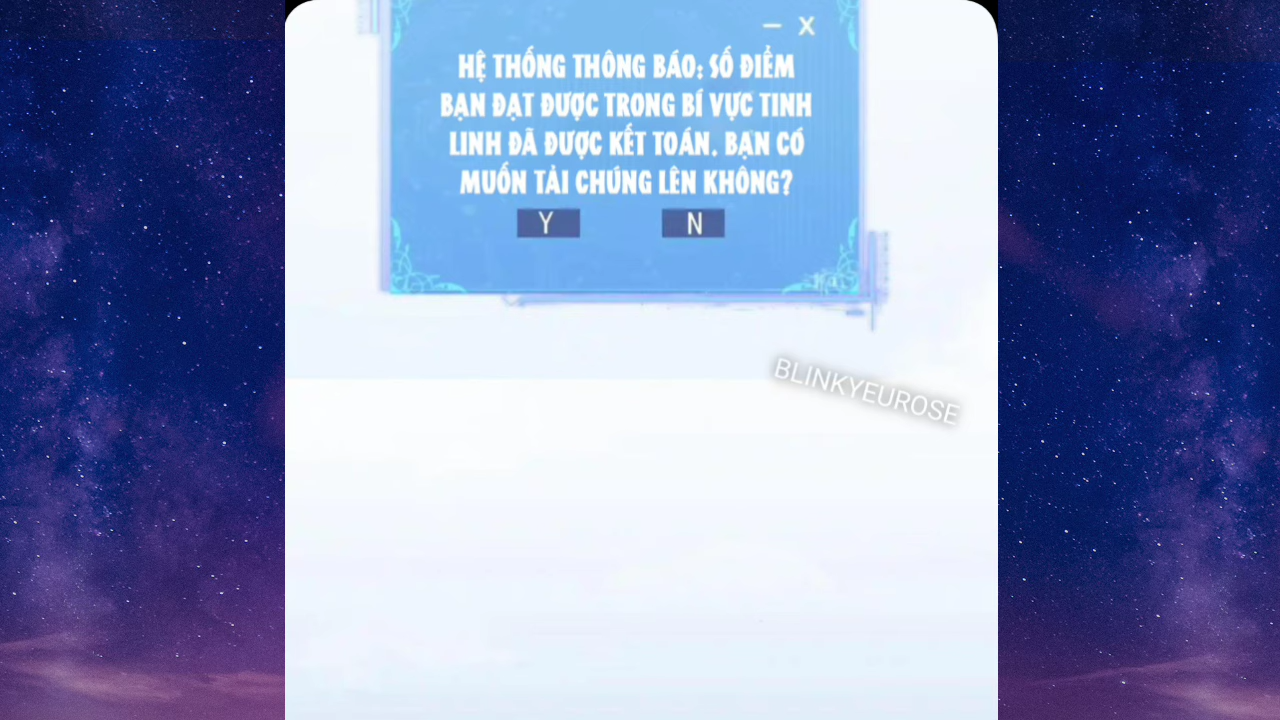 – X
HỆ THỐNG THÔNG BÁO: SỐ ĐIỂM
BẠN ĐẠT ĐƯỢC TRONG BÍ VỰC TINH
LINH ĐÃ ĐƯỢC KẾT TOÁN. BẠN CÓ
MUỐN TẢI CHÚNG LÊN KHÔNG?
Y N
BLINKYEUROSE